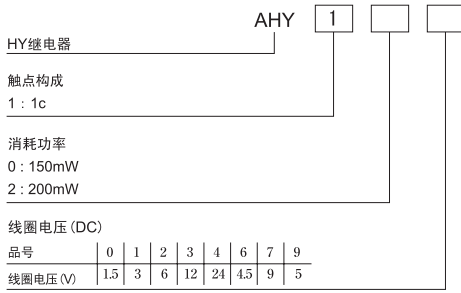 AHY 1
HY继电器
触点构成
1 : 1c
消耗功率
0 : 150mW
2 : 200mW
线圈电压(DC)
品号 0 1 2 3 4 6 7 9
线圈电压(V) 1.5 3 6 12 24 4.5 9 5